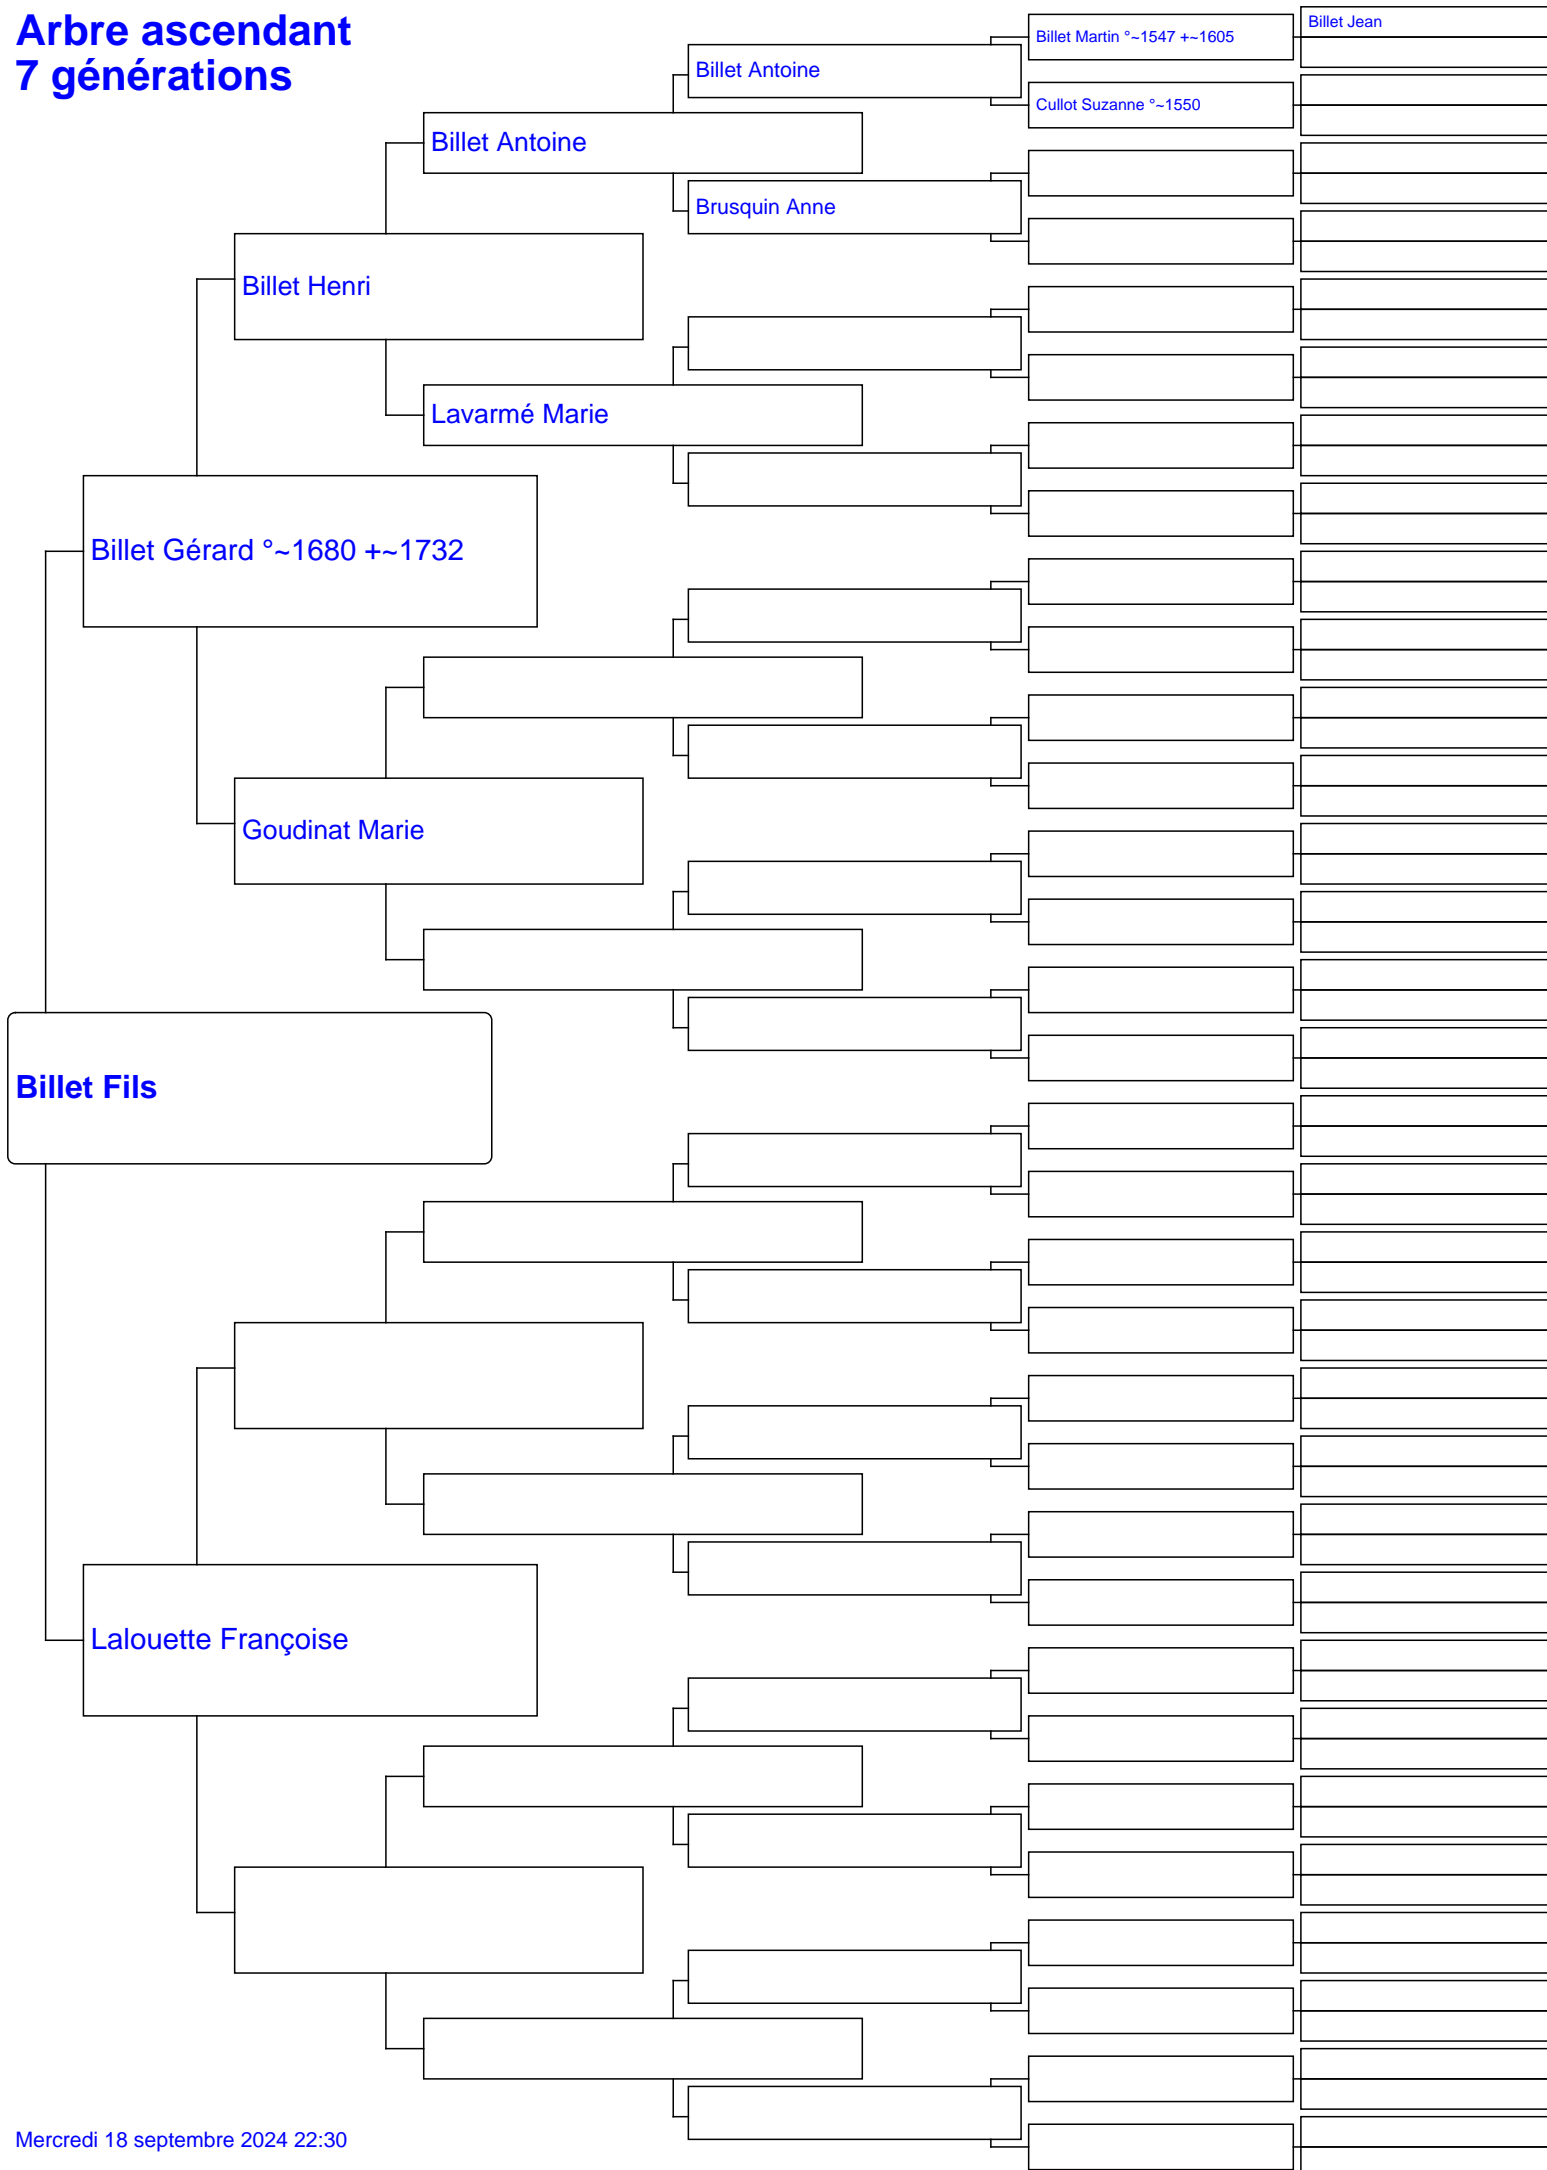 Arbre ascendant
7 générations
Billet Jean
Billet Martin °~1547 +~1605
Billet Antoine
Cullot Suzanne °~1550
Billet Antoine
Brusquin Anne
Billet Henri
Lavarmé Marie
Billet Gérard °~1680 +~1732
Goudinat Marie
Billet Fils
Lalouette Françoise
Mercredi 18 septembre 2024 22:30